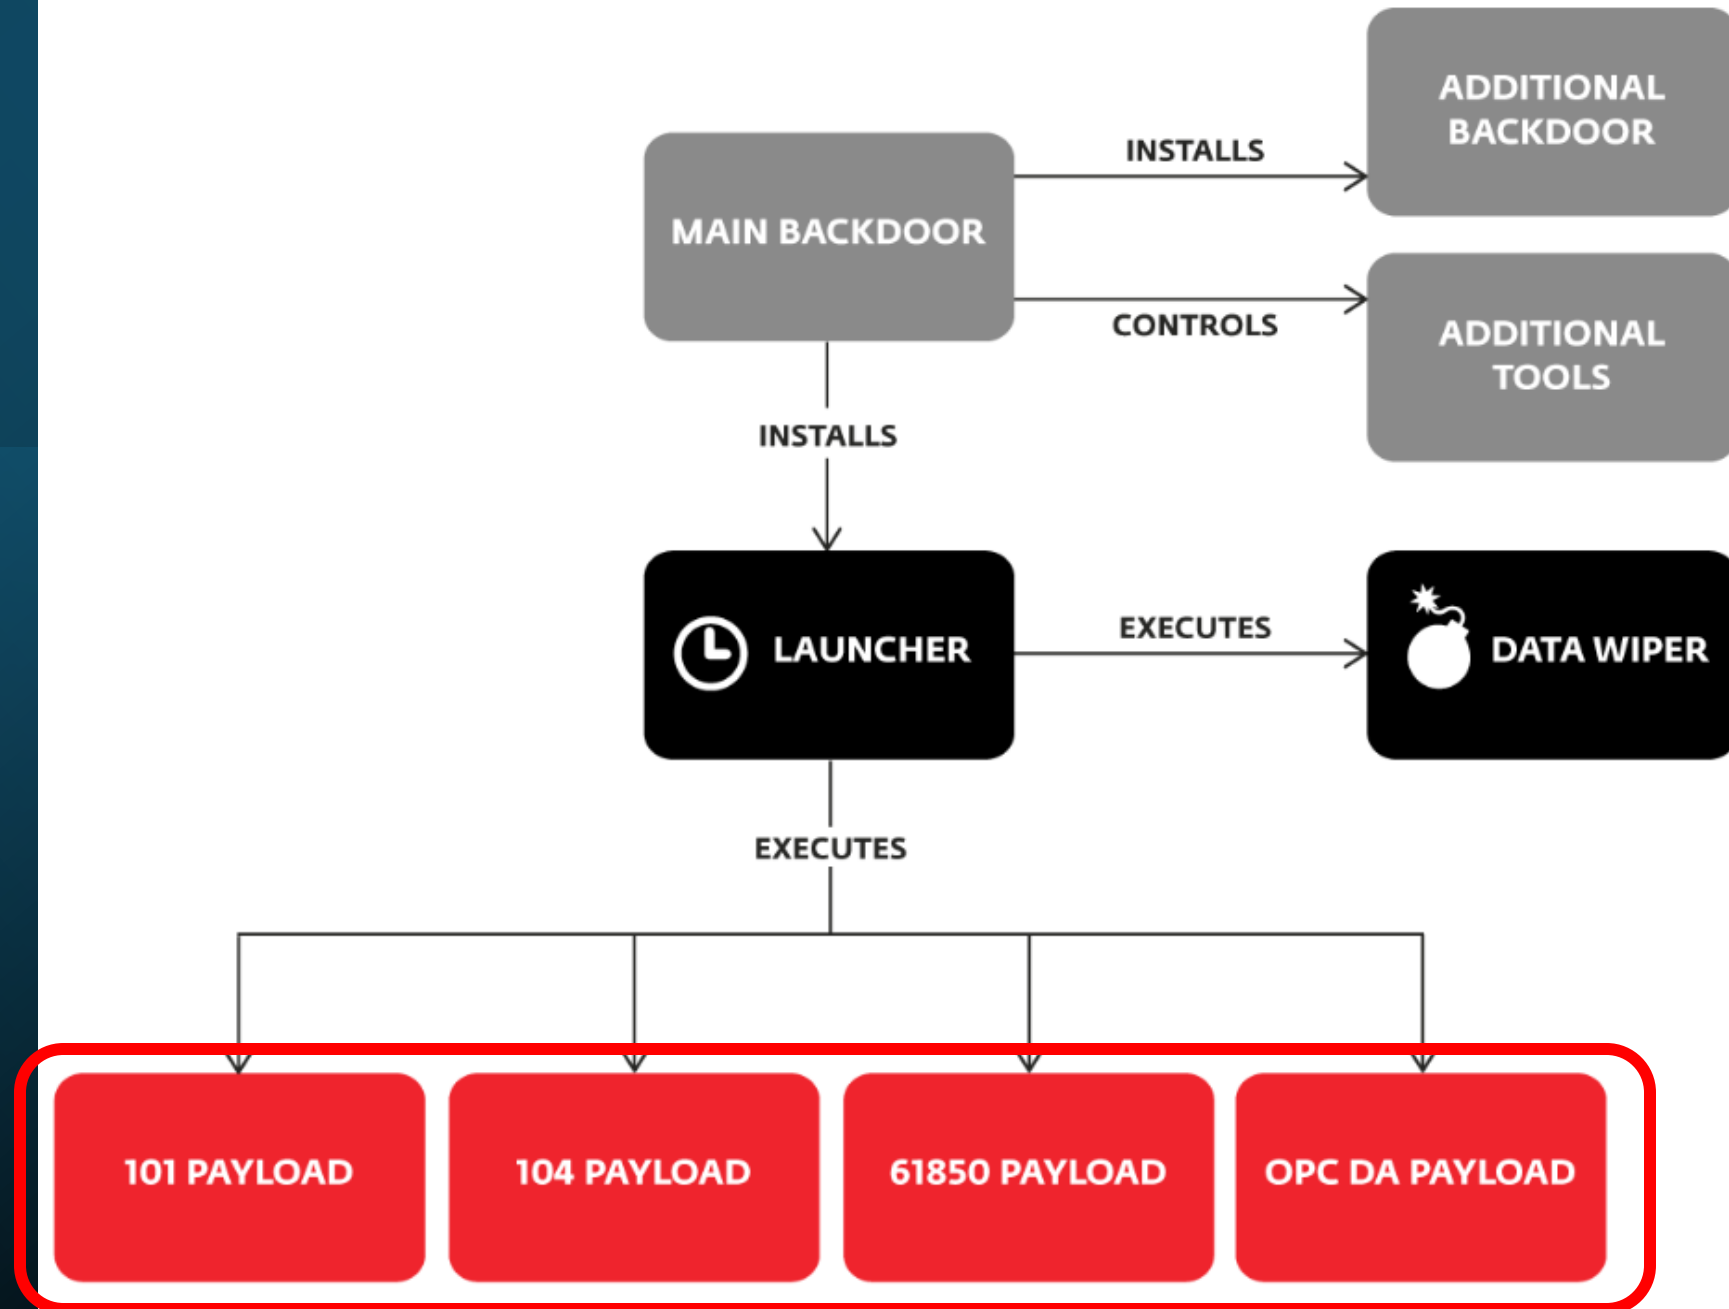 ADDITIONAL
BACKDOOR
INSTALLS
MAIN BACKDOOR
CONTROLS
ADDITIONAL
TOOLS
INSTALLS
LAUNCHER
EXECUTES
DATA WIPER
EXECUTES
101 PAYLOAD
104 PAYLOAD
61850 PAYLOAD
OPC DA PAYLOAD